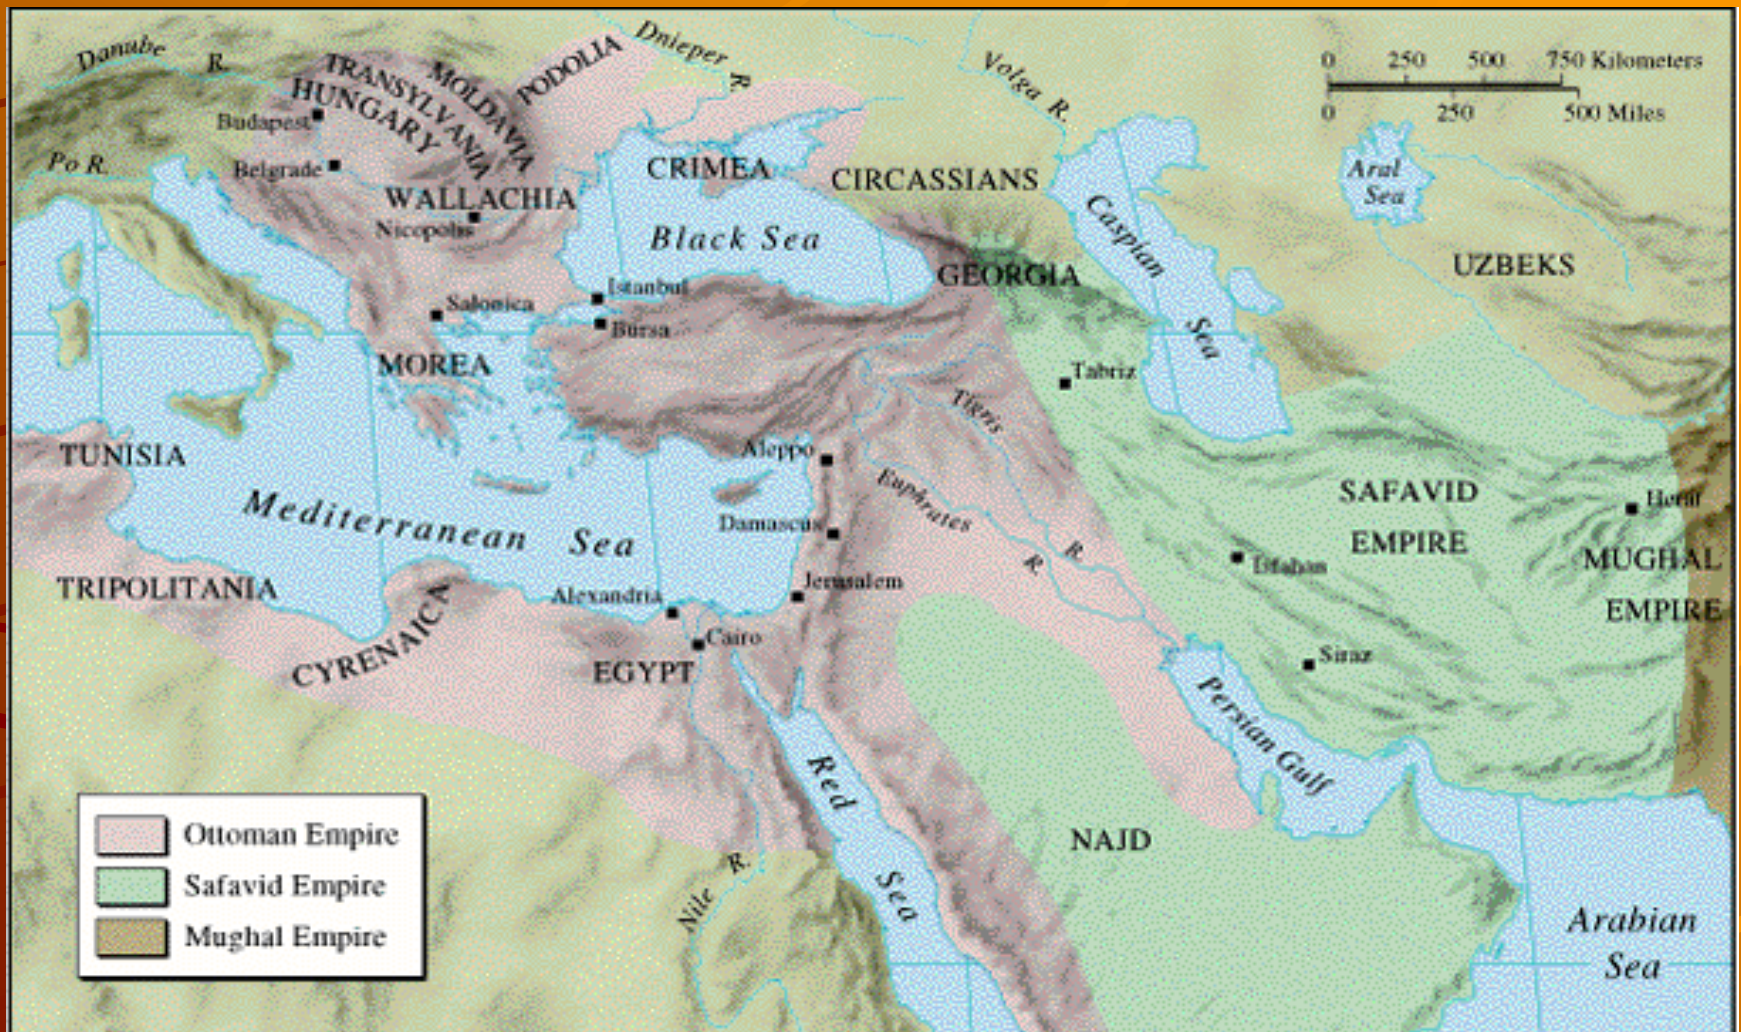 Danube
R.
Dnieper
R.
Volga R.
0 250 500 750 Kilometers
0 250 500 Miles
TRANSYLVANIA
MOLDAVIA
PODOLIA
HUNGARY
Budapest
Po R.
Belgrade
WALLACHIA
Nicopolis
CRIMEA
CIRCASSIANS
Aral
Sea
Black Sea
Caspian
Sea
UZBEKS
GEORGIA
Istanbul
Salonica
Bursa
MOREA
Tabriz
Tigris
R.
TUNISIA
Aleppo
Euphrates
R.
SAFAVID
EMPIRE
Herat
Mediterranean Sea
Damascus
Isfahan
MUGHAL
EMPIRE
TRIPOLITANIA
CYRENAICA
Alexandria
Jerusalem
Cairo
EGYPT
Siraz
Persian Gulf
Red
Sea
NAJD
Nile R.
Arabian
Sea
Ottoman Empire
Safavid Empire
Mughal Empire